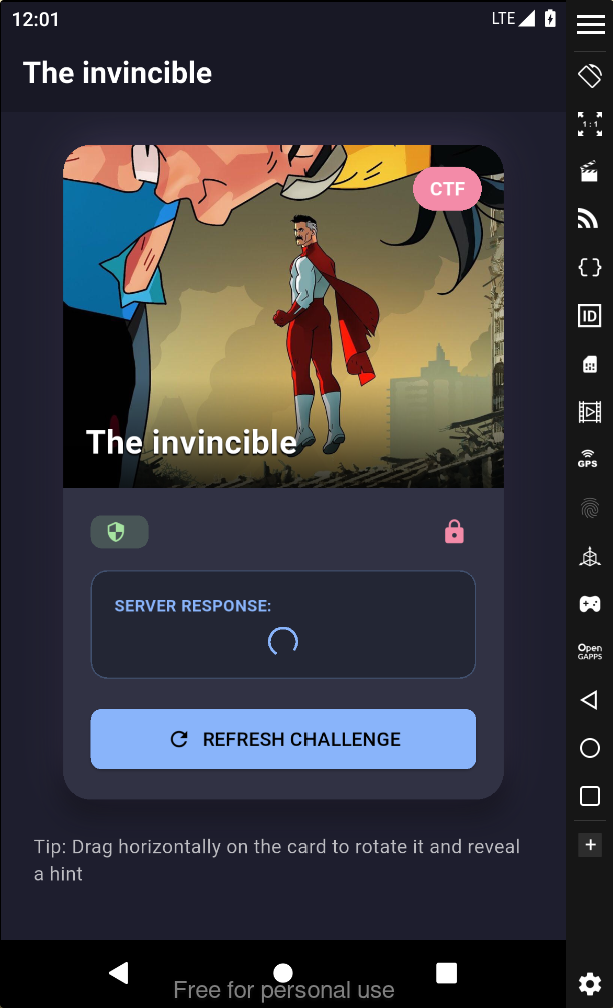 12:01
LTE
The invincible
CTF
The invincible
SERVER RESPONSE:
REFRESH CHALLENGE
Tip: Drag horizontally on the card to rotate it and reveal
a hint
Free for personal use
1:1
ID
GPS
Open
GAPPS